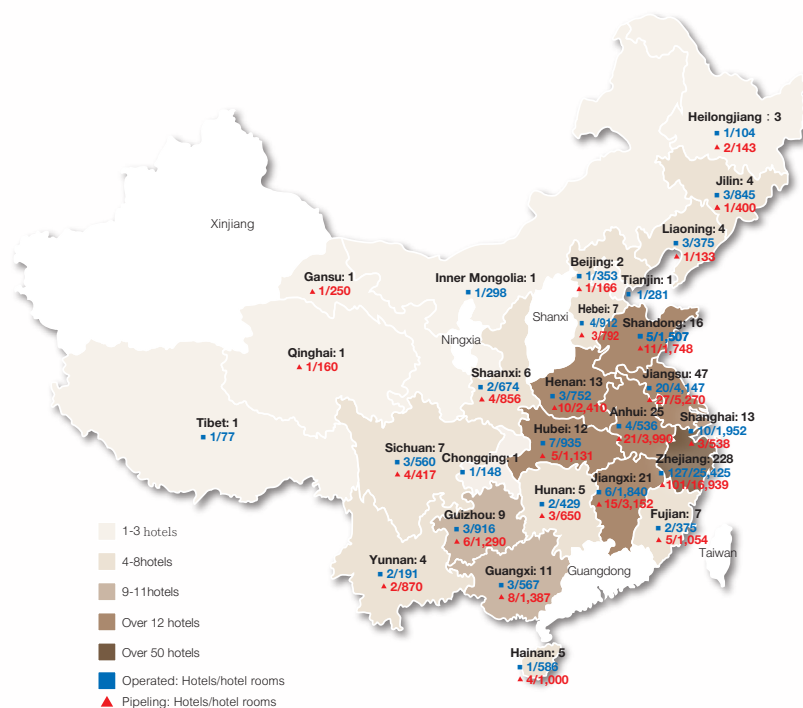 Heilongjiang : 3
1/104
2/143
Jilin: 4
3/845
1/400
Xinjiang
Liaoning: 4
3/375
1/133
Beijing: 2
1/353
1/166
Tianjin: 1
1/281
Gansu: 1
1/250
Inner Mongolia: 1
1/298
Shanxi
Hebei: 7
4/912
3/792
Shandong: 16
5/1,507
11/1,748
Ningxia
Qinghai: 1
1/160
Shaanxi: 6
2/674
4/856
Henan: 13
3/752
10/2,410
Jiangsu: 47
20/4,147
27/5,270
Anhui: 25
4/536
21/3,990
Shanghai: 13
10/1,952
3/538
Tibet: 1
1/77
Hubei: 12
7/935
5/1,131
Sichuan: 7
3/560
4/417
Chongqing: 1
1/148
Zhejiang: 228
127/25,425
101/16,939
Hunan: 5
2/429
3/650
Jiangxi: 21
6/1,840
15/3,152
Guizhou: 9
3/916
6/1,290
Fujian: 7
2/375
5/1,054
Taiwan
Yunnan: 4
2/191
2/870
Guangxi: 11
3/567
8/1,387
Guangdong
Hainan: 5
1/586
4/1,000
1-3 hotels
4-8hotels
9-11hotels
Over 12 hotels
Over 50 hotels
Operated: Hotels/hotel rooms
Pipeling: Hotels/hotel rooms